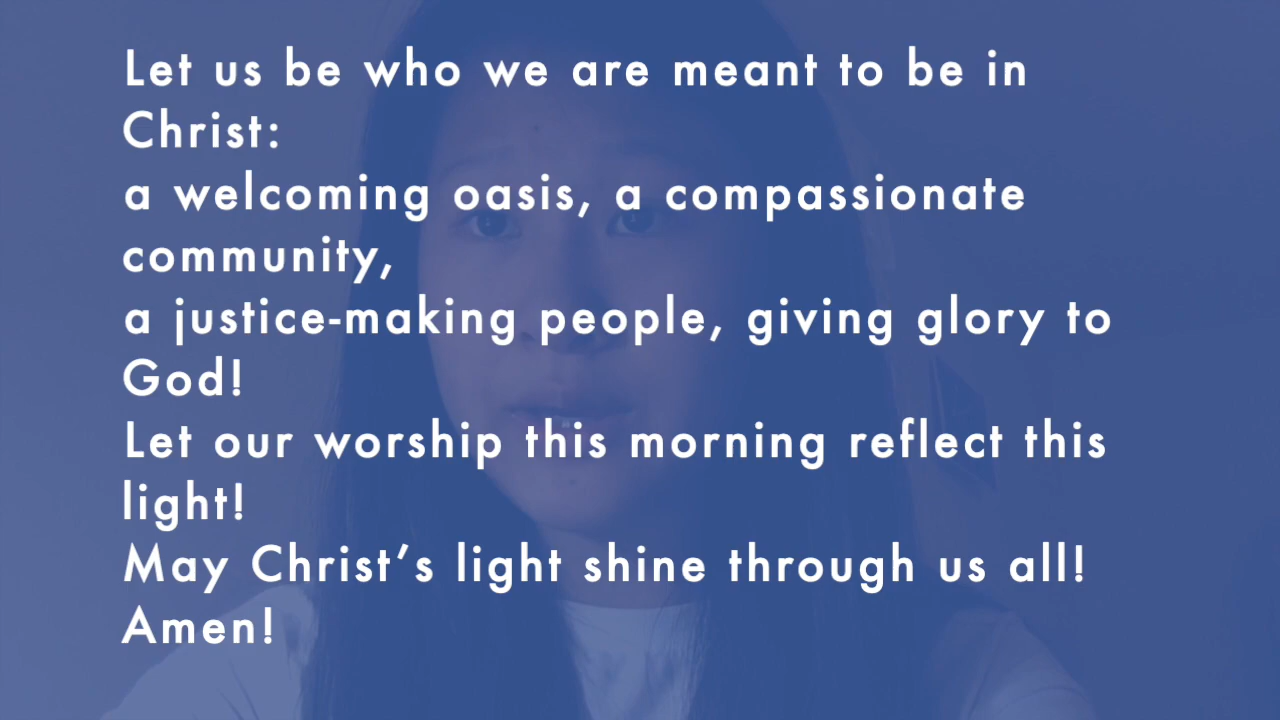 Let us be who we are meant to be in
Christ:
a welcoming oasis, a compassionate
community,
a justice-making people, giving glory to
God!
Let our worship this morning reflect this
light!
May Christ’s light shine through us all!
Amen!